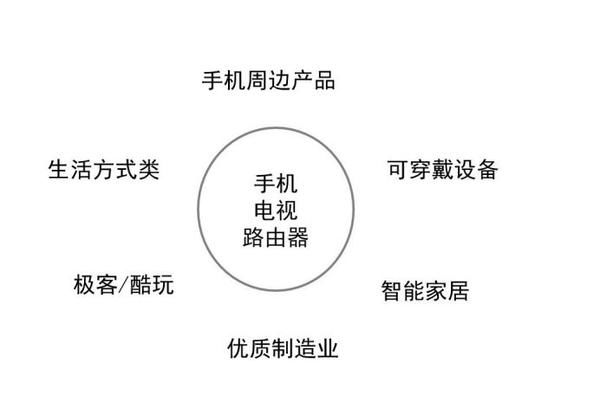 手机周边产品
生活方式类
可穿戴设备
手机
电视
路由器
极客/酷玩
智能家居
优质制造业